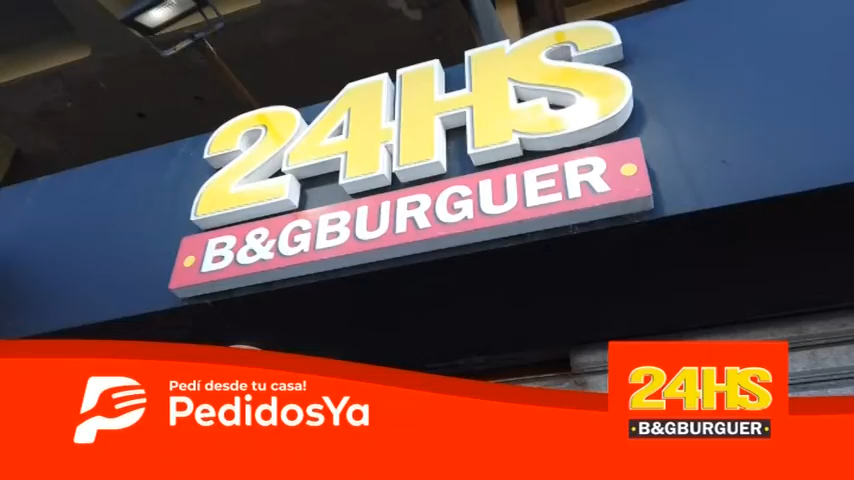 24HS
·B&GBURGUER·
Pedí desde tu casa!
PedidosYa
24HS
·B&GBURGUER·